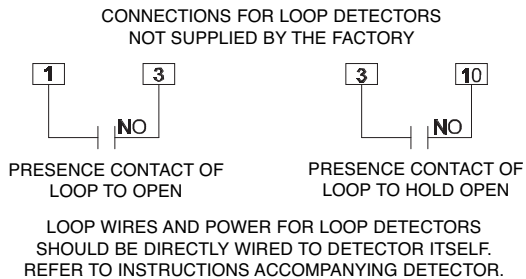 CONNECTIONS FOR LOOP DETECTORS
NOT SUPPLIED BY THE FACTORY
1 3 3 10
NO NO
PRESENCE CONTACT OF PRESENCE CONTACT OF
LOOP TO OPEN LOOP TO HOLD OPEN
LOOP WIRES AND POWER FOR LOOP DETECTORS
SHOULD BE DIRECTLY WIRED TO DETECTOR ITSELF.
REFER TO INSTRUCTIONS ACCOMPANYING DETECTOR.